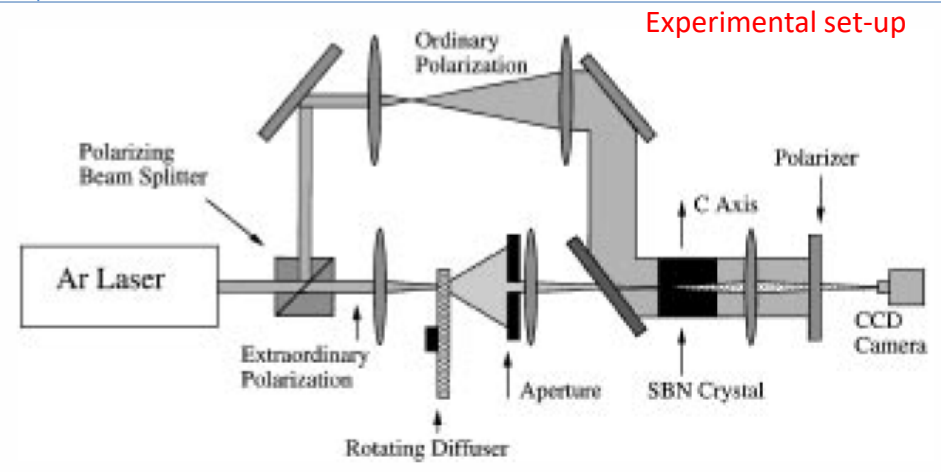 Experimental set-up
Ordinary
Polarization
Polarizing
Beam Splitter
Polarizer
C Axis
Ar Laser
CCD
Camera
Extraordinary
Polarization
Aperture
SBN Crystal
Rotating Diffuser